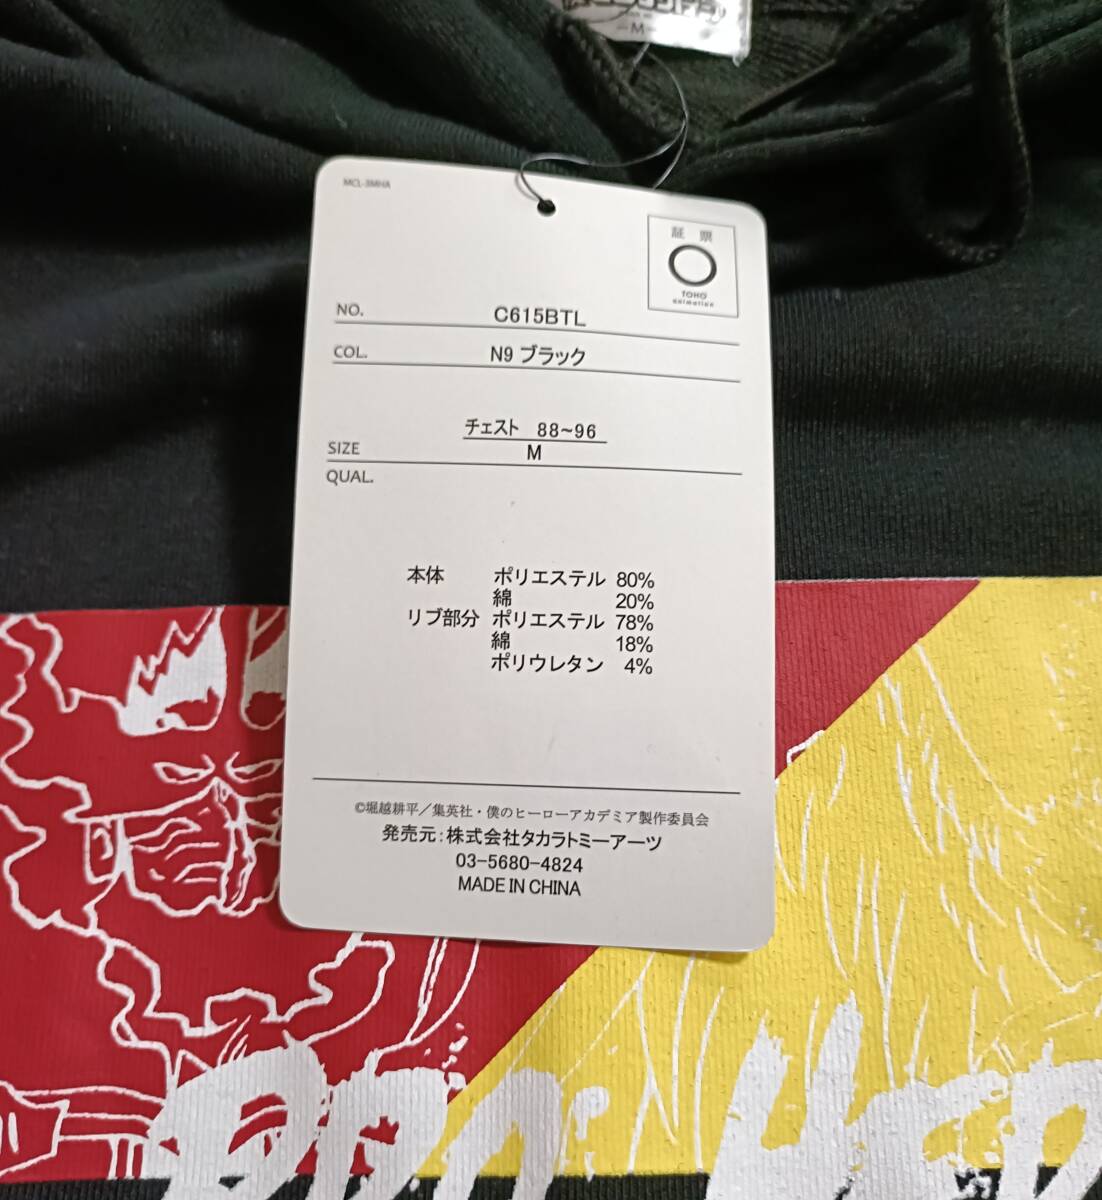 -M-
MCL-3MHA
証票
TOHO
animation
NO. C615BTL
COL. N9 ブラック
チェスト 88~96
SIZE M
QUAL.
本体 ポリエステル 80%
綿 20%
リブ部分 ポリエステル 78%
綿 18%
ポリウレタン 4%
©堀越耕平／集英社・僕のヒーローアカデミア製作委員会
発売元：株式会社タカラトミーアーツ
03-5680-4824
MADE IN CHINA